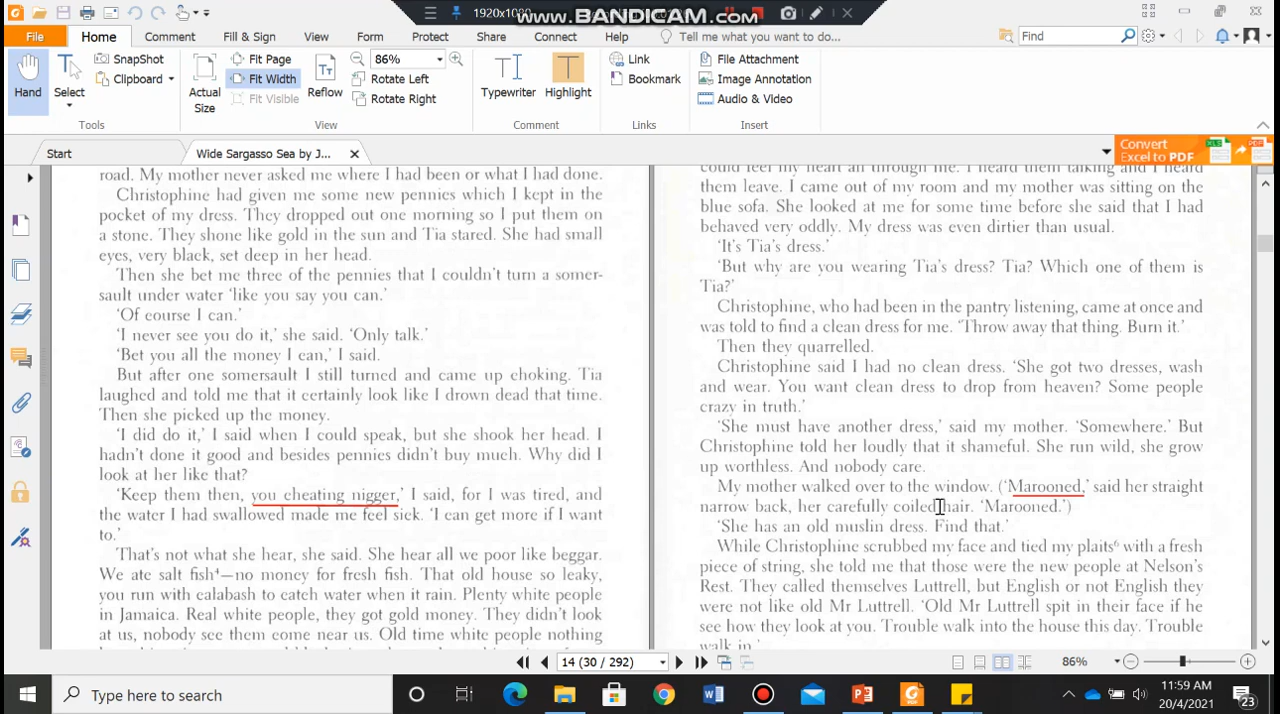 1920x1080
www.BANDICAM.com
File Home Comment Fill & Sign View Form Protect Share Connect Help Tell me what you want to do... Find
Hand
Select
SnapShot
Clipboard
Tools
Actual Size
Fit Page
Fit Width
Fit Visible
Reflow
86%
Rotate Left
Rotate Right
View
Typewriter
Highlight
Comment
Link
Bookmark
Links
File Attachment
Image Annotation
Audio & Video
Insert
Start
Wide Sargasso Sea by J...
Convert
Excel to PDF
road. My mother never asked me where I had been or what I had done.
Christophine had given me some new pennies which I kept in the
pocket of my dress. They dropped out one morning so I put them on
a stone. They shone like gold in the sun and Tia stared. She had small
eyes, very black, set deep in her head.
Then she bet me three of the pennies that I couldn't turn a somer-
sault under water 'like you say you can.'
'Of course I can.'
'I never see you do it,' she said. 'Only talk.'
'Bet you all the money I can,' I said.
But after one somersault I still turned and came up choking. Tia
laughed and told me that it certainly look like I drown dead that time.
Then she picked up the money.
'I did do it,' I said when I could speak, but she shook her head. I
hadn't done it good and besides pennies didn't buy much. Why did I
look at her like that?
'Keep them then, you cheating nigger,' I said, for I was tired, and
the water I had swallowed made me feel sick. 'I can get more if I want
to.'
That's not what she hear, she said. She hear all we poor like beggar.
We ate salt fish⁴—no money for fresh fish. That old house so leaky,
you run with calabash to catch water when it rain. Plenty white people
in Jamaica. Real white people, they got gold money. They didn't look
at us, nobody see them come near us. Old time white people nothing
could feel my heart all through me. I heard them talking and I heard
them leave. I came out of my room and my mother was sitting on the
blue sofa. She looked at me for some time before she said that I had
behaved very oddly. My dress was even dirtier than usual.
'It's Tia's dress.'
'But why are you wearing Tia's dress? Tia? Which one of them is
Tia?'
Christophine, who had been in the pantry listening, came at once and
was told to find a clean dress for me. 'Throw away that thing. Burn it.'
Then they quarrelled.
Christophine said I had no clean dress. 'She got two dresses, wash
and wear. You want clean dress to drop from heaven? Some people
crazy in truth.'
'She must have another dress,' said my mother. 'Somewhere.' But
Christophine told her loudly that it shameful. She run wild, she grow
up worthless. And nobody care.
My mother walked over to the window. ('Marooned,' said her straight
narrow back, her carefully coiled hair. 'Marooned.')
'She has an old muslin dress. Find that.'
While Christophine scrubbed my face and tied my plaits⁶ with a fresh
piece of string, she told me that those were the new people at Nelson's
Rest. They called themselves Luttrell, but English or not English they
were not like old Mr Luttrell. 'Old Mr Luttrell spit in their face if he
see how they look at you. Trouble walk into the house this day. Trouble
walk in.'
14 (30 / 292)
86%
Type here to search
11:59 AM
20/4/2021
23